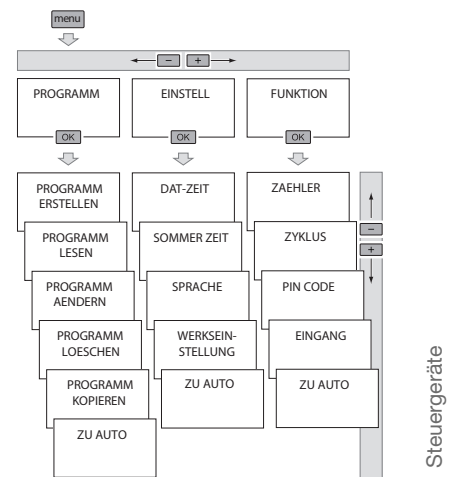 menu
− +
PROGRAMM
EINSTELL
FUNKTION
OK
OK
OK
PROGRAMM
ERSTELLEN
PROGRAMM
LESEN
PROGRAMM
AENDERN
PROGRAMM
LOESCHEN
PROGRAMM
KOPIEREN
ZU AUTO
DAT-ZEIT
SOMMER ZEIT
SPRACHE
WERKSEIN-
STELLUNG
ZU AUTO
ZAEHLER
ZYKLUS
PIN CODE
EINGANG
ZU AUTO
−
+
Steuergeräte